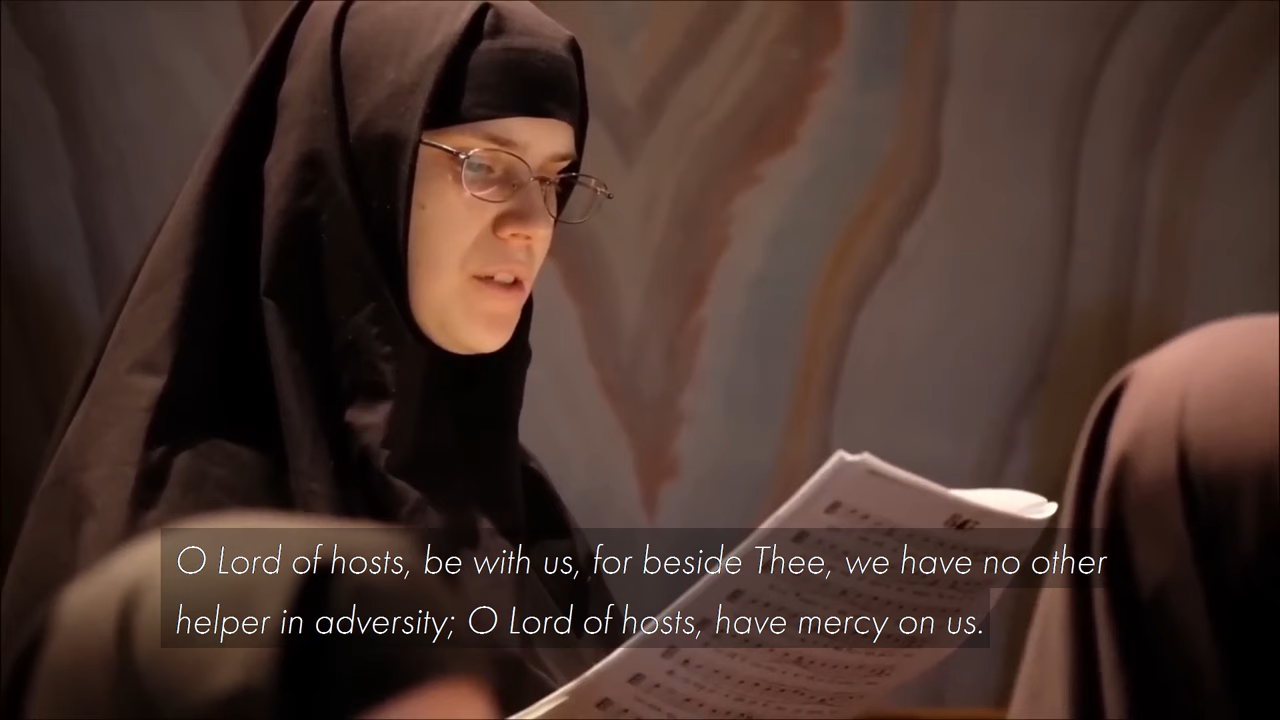 O Lord of hosts, be with us, for beside Thee, we have no other
helper in adversity; O Lord of hosts, have mercy on us.